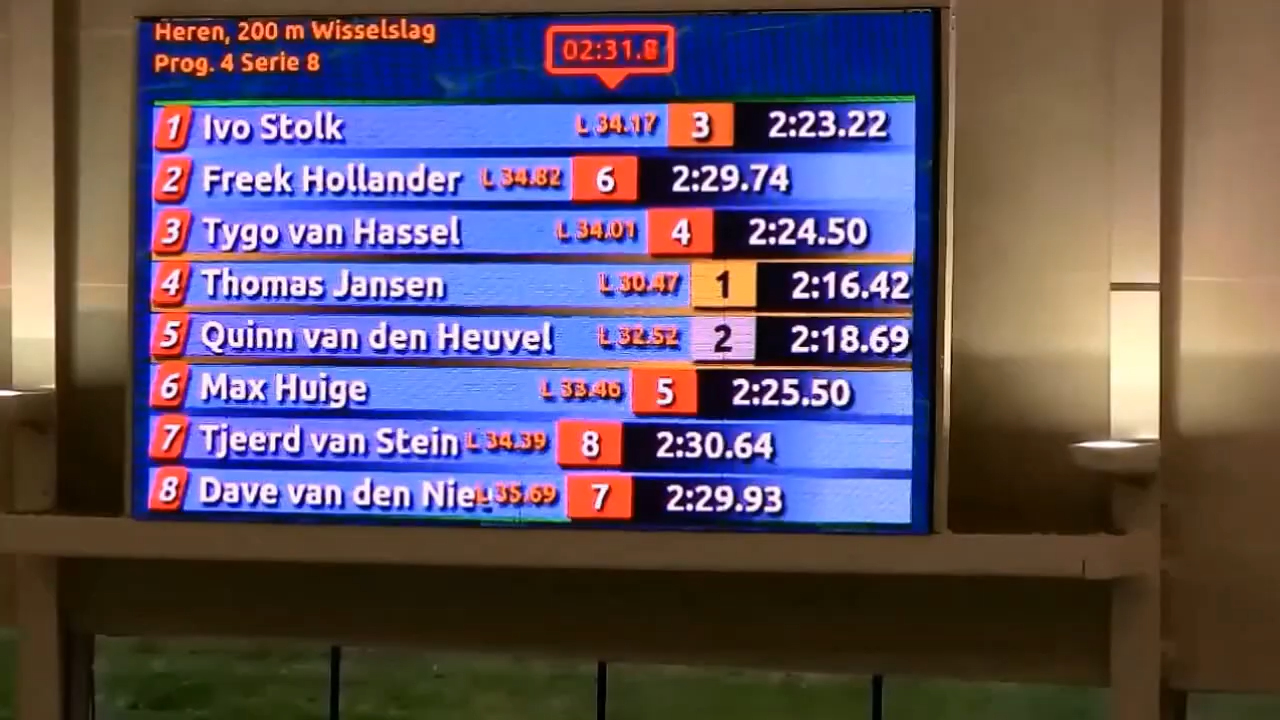 Heren, 200 m Wisselslag
Prog. 4 Serie 8
02:31.8
1 Ivo Stolk L 34.17 3 2:23.22
2 Freek Hollander L 34.82 6 2:29.74
3 Tygo van Hassel L 34.01 4 2:24.50
4 Thomas Jansen L 30.47 1 2:16.42
5 Quinn van den Heuvel L 32.52 2 2:18.69
6 Max Huige L 33.46 5 2:25.50
7 Tjeerd van Stein L 34.39 8 2:30.64
8 Dave van den Nie L 35.69 7 2:29.93